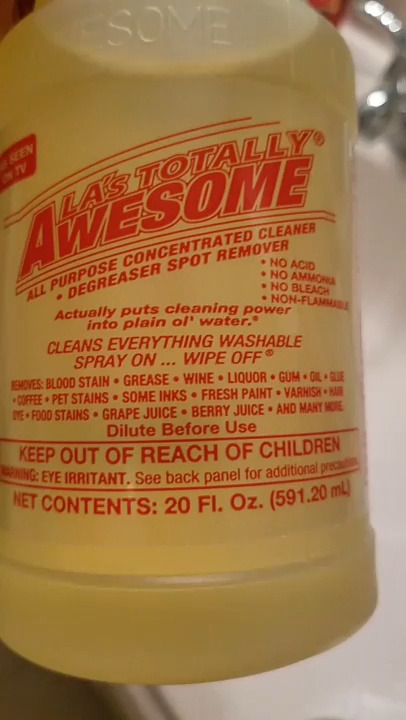 ESOME
SEEN
ON TV
LA'S TOTALLY
AWESOME®
ALL PURPOSE CONCENTRATED CLEANER
• DEGREASER SPOT REMOVER
• NO ACID
• NO AMMONIA
• NO BLEACH
• NON-FLAMMABLE
Actually puts cleaning power
into plain ol' water.®
CLEANS EVERYTHING WASHABLE
SPRAY ON ... WIPE OFF®
REMOVES: BLOOD STAIN • GREASE • WINE • LIQUOR • GUM • OIL • GLUE
• COFFEE • PET STAINS • SOME INKS • FRESH PAINT • VARNISH • HAIR
DYE • FOOD STAINS • GRAPE JUICE • BERRY JUICE • AND MANY MORE.
Dilute Before Use
KEEP OUT OF REACH OF CHILDREN
WARNING: EYE IRRITANT. See back panel for additional precautions.
NET CONTENTS: 20 Fl. Oz. (591.20 mL)